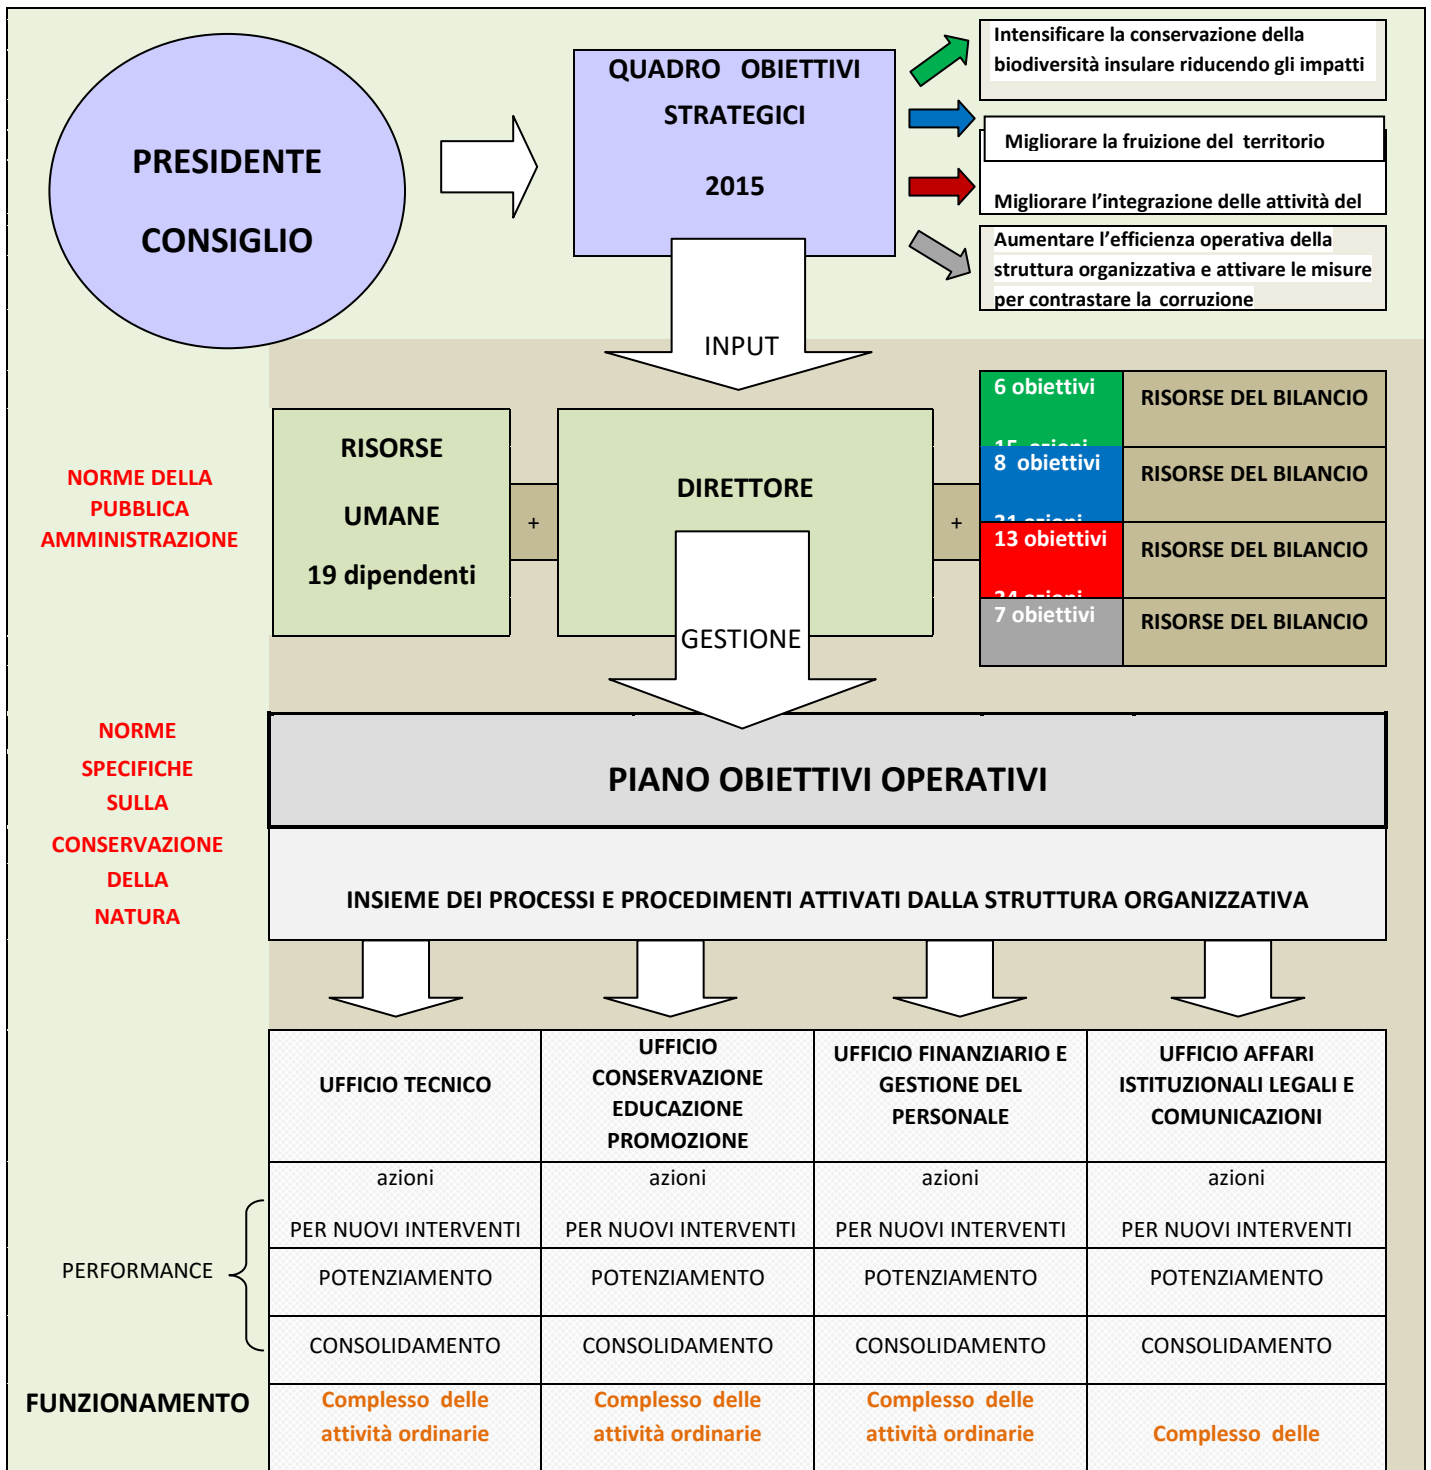 PRESIDENTE
CONSIGLIO
QUADRO OBIETTIVI
STRATEGICI
2015
Intensificare la conservazione della
biodiversità insulare riducendo gli impatti
Migliorare la fruizione del territorio
Migliorare l'integrazione delle attività del
Aumentare l'efficienza operativa della
struttura organizzativa e attivare le misure
per contrastare la corruzione
INPUT
NORME DELLA
PUBBLICA
AMMINISTRAZIONE
RISORSE
UMANE
19 dipendenti
+
DIRETTORE
+
GESTIONE
6 obiettivi
RISORSE DEL BILANCIO
8 obiettivi
RISORSE DEL BILANCIO
13 obiettivi
RISORSE DEL BILANCIO
7 obiettivi
RISORSE DEL BILANCIO
NORME
SPECIFICHE
SULLA
CONSERVAZIONE
DELLA
NATURA
PIANO OBIETTIVI OPERATIVI
INSIEME DEI PROCESSI E PROCEDIMENTI ATTIVATI DALLA STRUTTURA ORGANIZZATIVA
UFFICIO TECNICO
UFFICIO
CONSERVAZIONE
EDUCAZIONE
PROMOZIONE
UFFICIO FINANZIARIO E
GESTIONE DEL
PERSONALE
UFFICIO AFFARI
ISTITUZIONALI LEGALI E
COMUNICAZIONI
azioni
PER NUOVI INTERVENTI
azioni
PER NUOVI INTERVENTI
azioni
PER NUOVI INTERVENTI
azioni
PER NUOVI INTERVENTI
PERFORMANCE
POTENZIAMENTO
POTENZIAMENTO
POTENZIAMENTO
POTENZIAMENTO
CONSOLIDAMENTO
CONSOLIDAMENTO
CONSOLIDAMENTO
CONSOLIDAMENTO
FUNZIONAMENTO
Complesso delle
attività ordinarie
Complesso delle
attività ordinarie
Complesso delle
attività ordinarie
Complesso delle